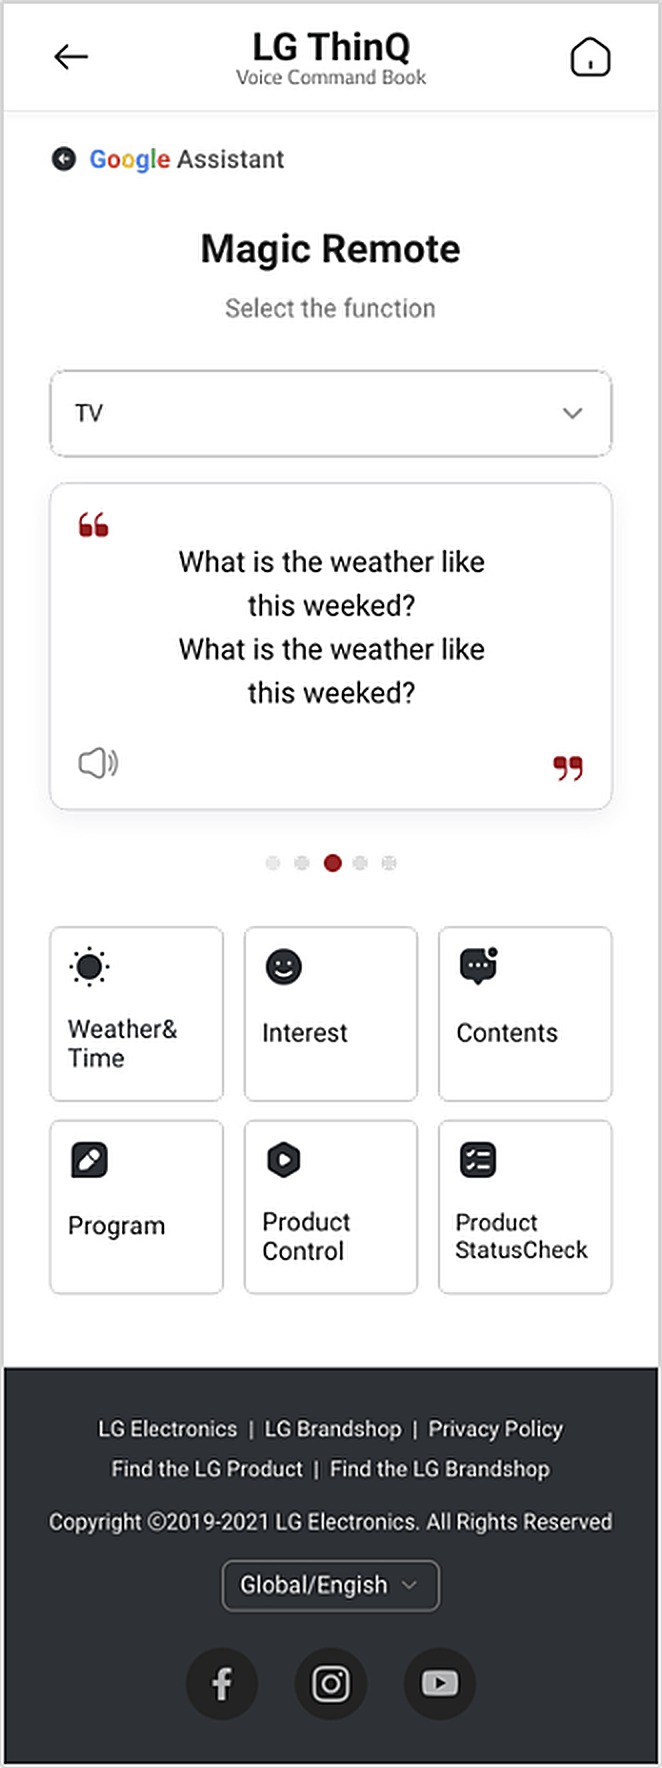 LG ThinQ
Voice Command Book
Google Assistant
Magic Remote
Select the function
TV
What is the weather like
this weeked?
What is the weather like
this weeked?
Weather&
Time
Interest
Contents
Program
Product
Control
Product
StatusCheck
LG Electronics | LG Brandshop | Privacy Policy
Find the LG Product | Find the LG Brandshop
Copyright ©2019-2021 LG Electronics. All Rights Reserved
Global/Engish